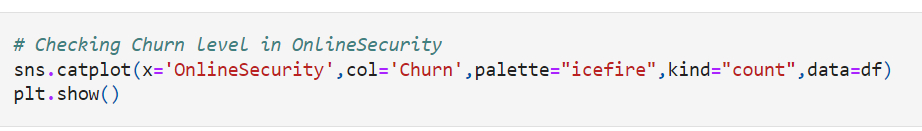 # Checking Churn level in OnlineSecurity
sns.catplot(x='OnlineSecurity',col='Churn',palette="icefire",kind="count",data=df)
plt.show()